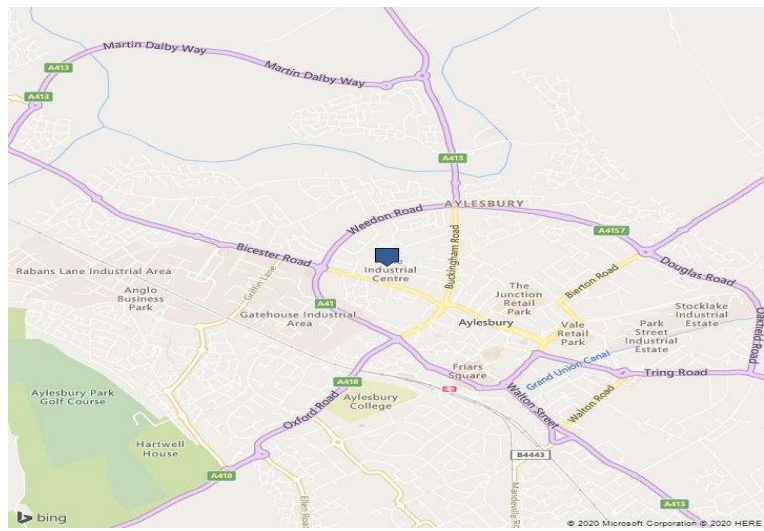 Martin Dalby Way
Martin Dalby Way
A413
A413
A413
AYLESBURY
Weedon Road
A4157
Buckingham Road
Bicester Road
Douglas Road
Rabans Lane Industrial Area
Griffin Lane
Industrial
Centre
Bierton Road
Anglo
Business
Park
The
Junction
Retail
Park
Stocklake
Industrial
Estate
A41
Gatehouse Industrial
Area
Aylesbury
Vale
Retail
Park
Park
Street
Industrial
Estate
Oakfield Road
Friars
Square
Grand Union Canal
Tring Road
A418
Aylesbury Park
Golf Course
Aylesbury
College
Oxford Road
Walton Street
Walton Road
Hartwell
House
B4443
A418
Ellen Road
Mandeville Ro
A413
bing
© 2020 Microsoft Corporation © 2020 HERE